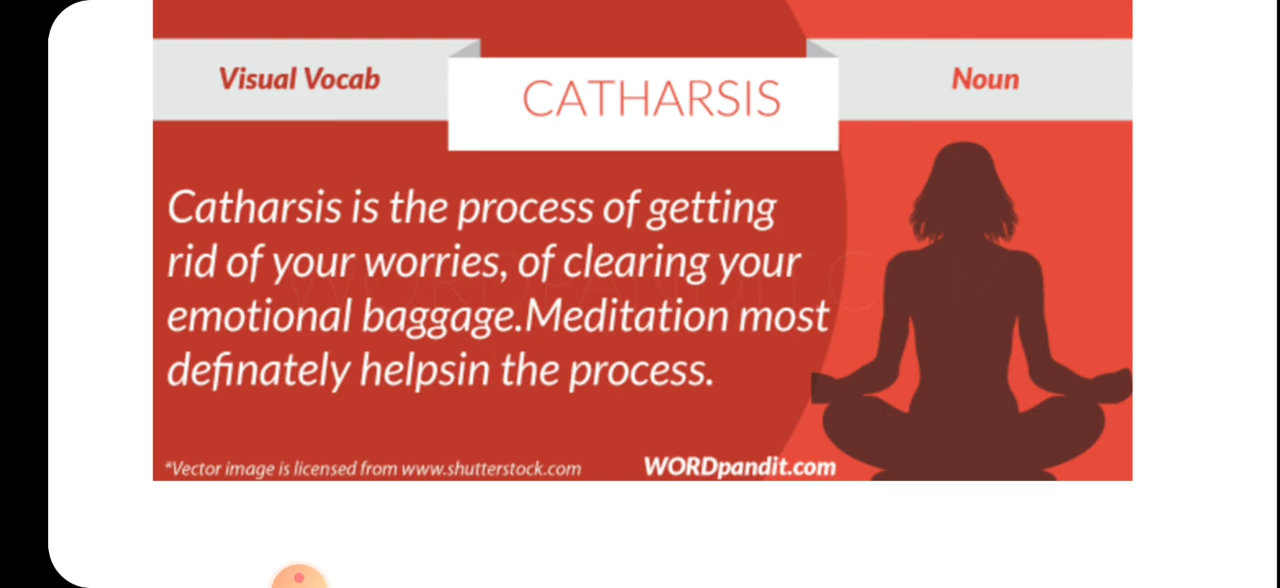 Visual Vocab
CATHARSIS
Noun
Catharsis is the process of getting
rid of your worries, of clearing your
emotional baggage.Meditation most
definately helpsin the process.
*Vector image is licensed from www.shutterstock.com
WORDpandit.com